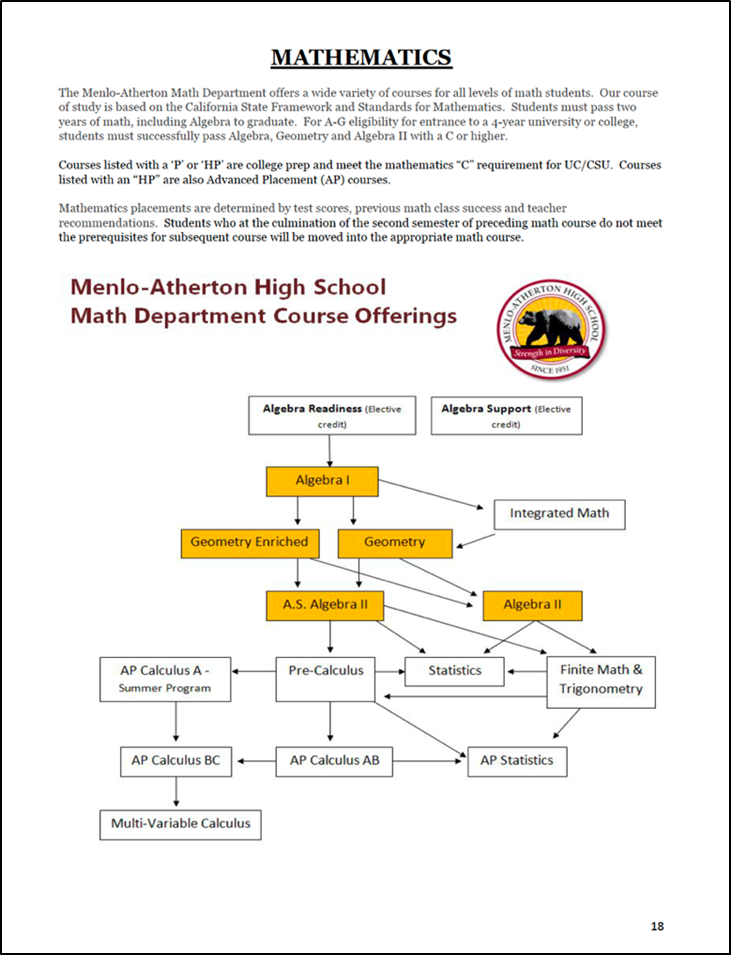 MATHEMATICS
The Menlo-Atherton Math Department offers a wide variety of courses for all levels of math students.  Our course
of study is based on the California State Framework and Standards for Mathematics.  Students must pass two
years of math, including Algebra to graduate.  For A-G eligibility for entrance to a 4-year university or college,
students must successfully pass Algebra, Geometry and Algebra II with a C or higher.
Courses listed with a ‘P’ or ‘HP’ are college prep and meet the mathematics “C” requirement for UC/CSU.  Courses
listed with an “HP” are also Advanced Placement (AP) courses.
Mathematics placements are determined by test scores, previous math class success and teacher
recommendations.  Students who at the culmination of the second semester of preceding math course do not meet
the prerequisites for subsequent course will be moved into the appropriate math course.
Menlo-Atherton High School
Math Department Course Offerings
MENLO-ATHERTON HIGH SCHOOL
Strength in Diversity
SINCE 1951
Algebra Readiness (Elective
credit)
Algebra Support (Elective
credit)
Algebra I
Integrated Math
Geometry Enriched
Geometry
A.S. Algebra II
Algebra II
AP Calculus A -
Summer Program
Pre-Calculus
Statistics
Finite Math &
Trigonometry
AP Calculus BC
AP Calculus AB
AP Statistics
Multi-Variable Calculus
18